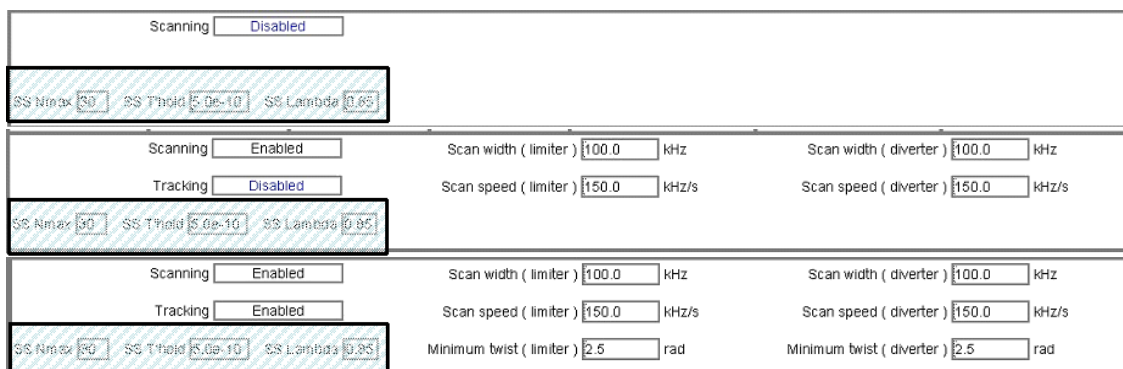 Scanning Disabled
SS Nmax 30 SS T'hold 5.0e-10 SS Lambda 0.85
Scanning Enabled Scan width ( limiter ) 100.0 kHz Scan width ( diverter ) 100.0 kHz
Tracking Disabled Scan speed ( limiter ) 150.0 kHz/s Scan speed ( diverter ) 150.0 kHz/s
SS Nmax 30 SS T'hold 5.0e-10 SS Lambda 0.95
Scanning Enabled Scan width ( limiter ) 100.0 kHz Scan width ( diverter ) 100.0 kHz
Tracking Enabled Scan speed ( limiter ) 150.0 kHz/s Scan speed ( diverter ) 150.0 kHz/s
SS Nmax 30 SS T'hold 5.0e-10 SS Lambda 0.95 Minimum twist ( limiter ) 2.5 rad Minimum twist ( diverter ) 2.5 rad